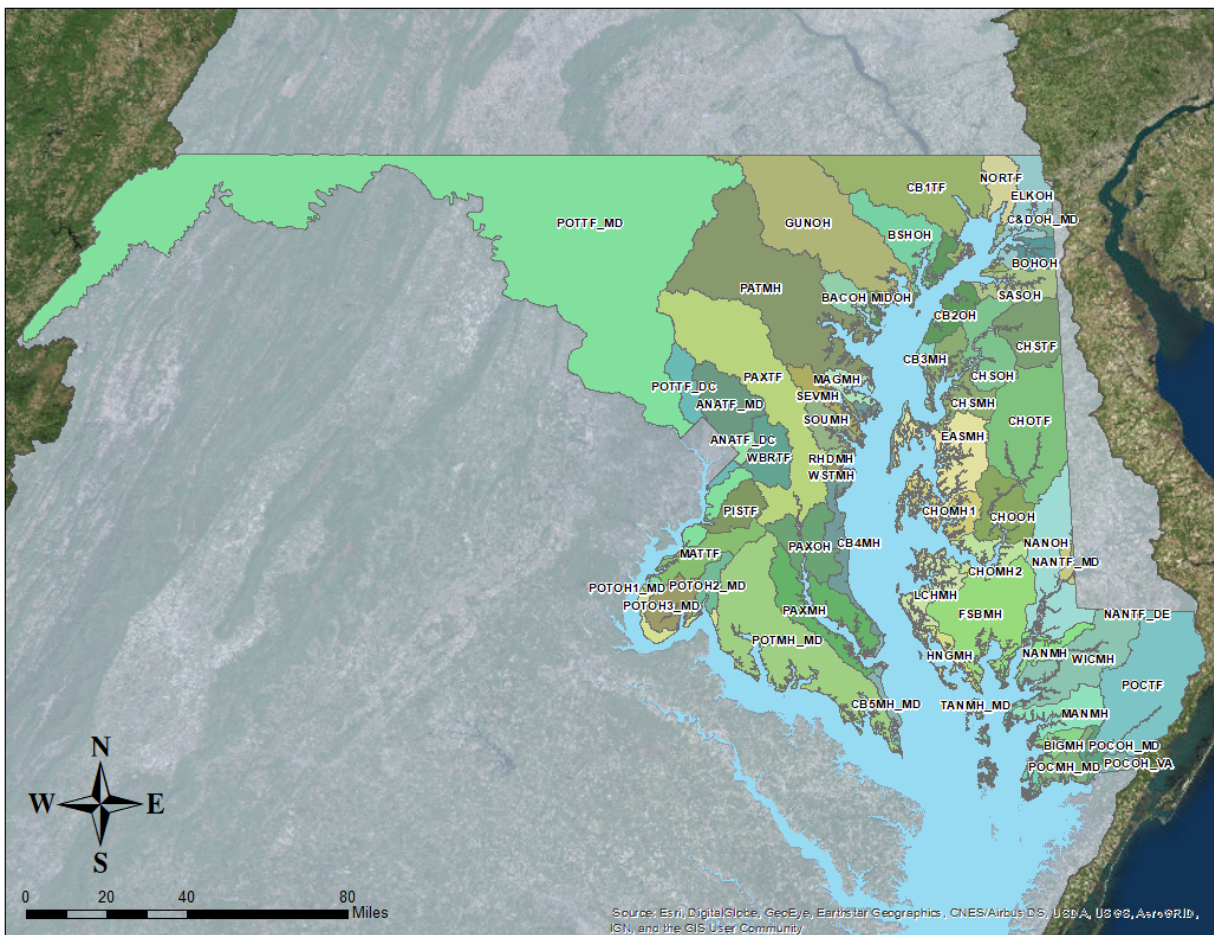 NORTF
CB1TF
ELKOH
POTTF_MD
GUNOH
C&DOH_MD
BSHOH
BOHOH
PATMH
SASOH
BACOH
MIDOH
CB2OH
CHSTF
CB3MH
CHSOH
PAXTF
MAGMH
POTTF_DC
SEVMH
ANATF_MD
CHSMH
SOUMH
CHOTF
EASMH
ANATF_DC
WBRTF
RHDMH
WSTMH
PISTF
CHOMH1
CHOOH
PAXOH
CB4MH
NANOH
MATTF
NANTF_MD
CHOMH2
POTOH1_MD
POTOH2_MD
LCHMH
POTOH3_MD
PAXMH
FSBMH
NANTF_DE
POTMH_MD
HNGMH
NANMH
WICMH
POCTF
CB5MH_MD
TANMH_MD
MANMH
BIGMH
POCOH_MD
POCMH_MD
POCOH_VA
N
W
E
S
0
20
40
80
Miles
Source: Esri, DigitalGlobe, GeoEye, Earthstar Geographics, CNES/Airbus DS, USDA, USGS, AeroGRID,
IGN, and the GIS User Community